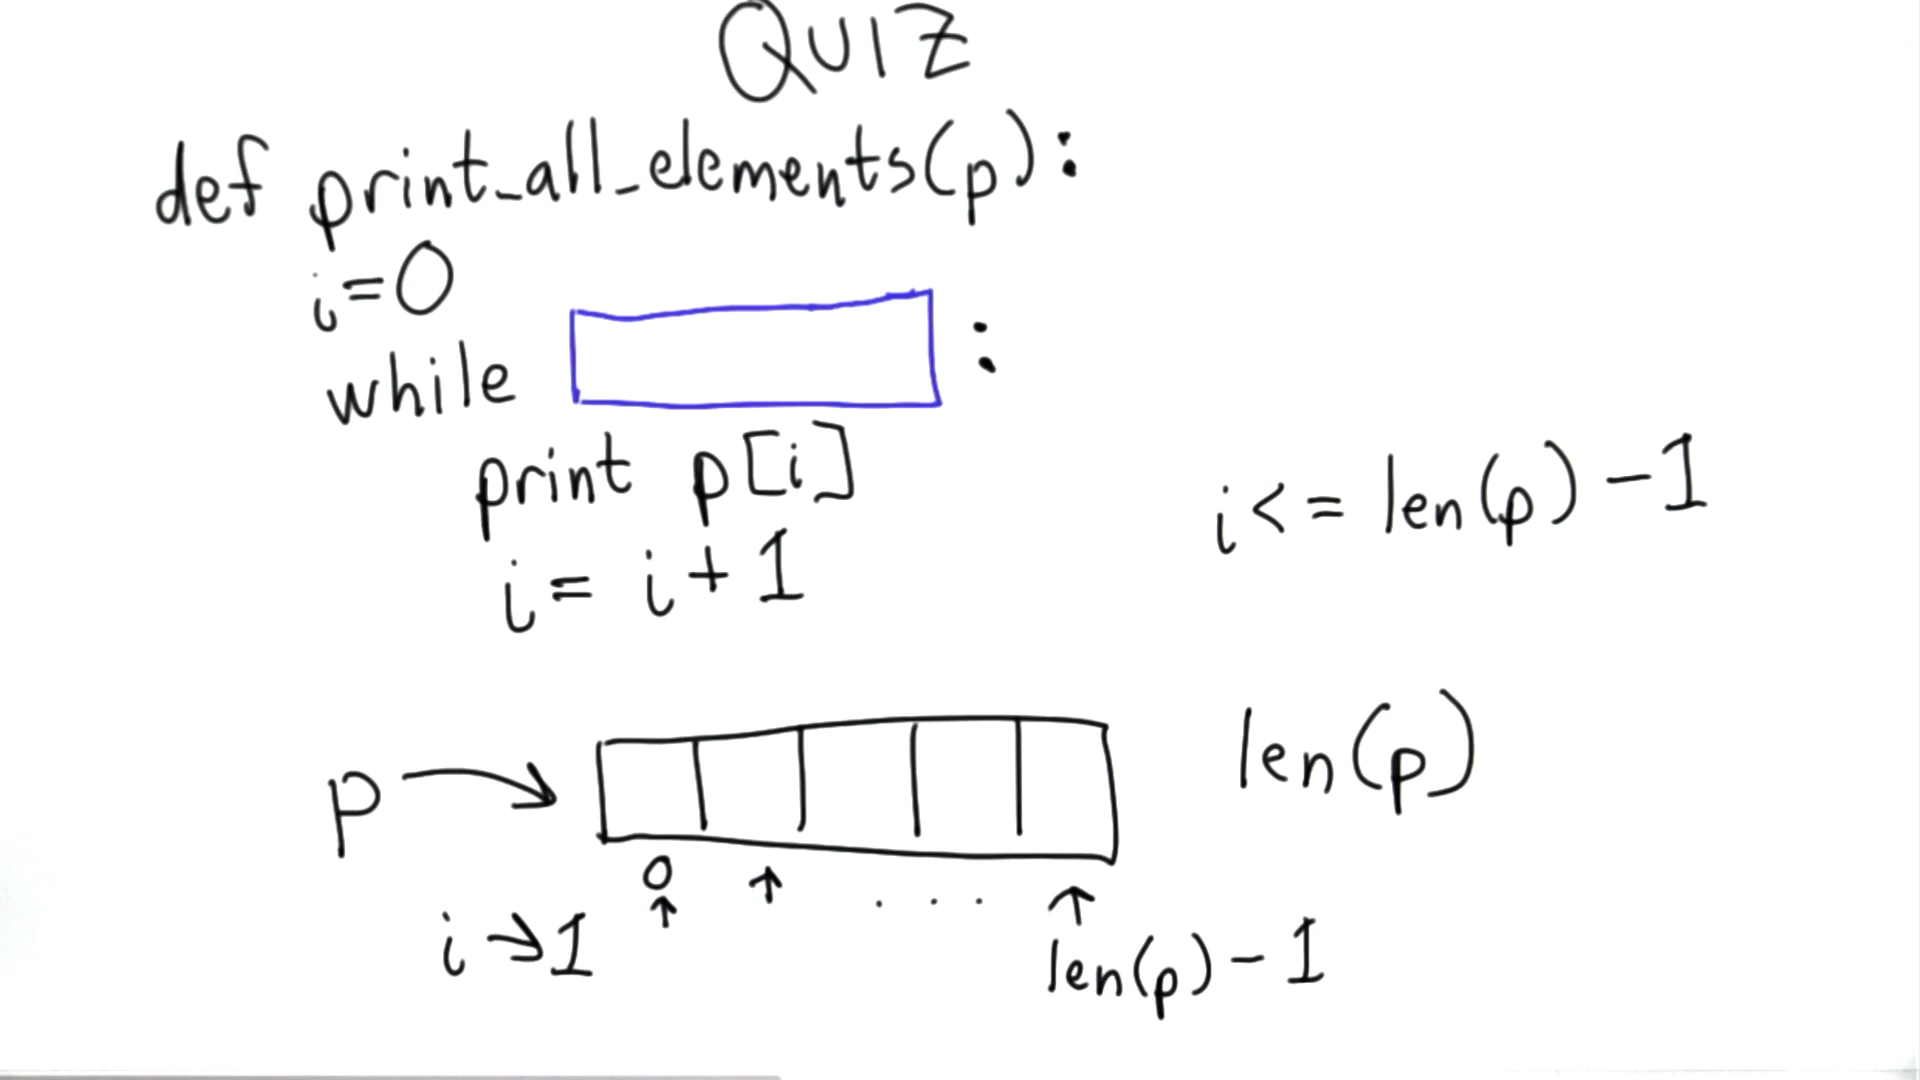 QUIZ
def print_all_elements(p):
i=0
while :
print p[i]
i = i + 1
i <= len(p) - 1
len(p)
p
0
i → 1
len(p) - 1